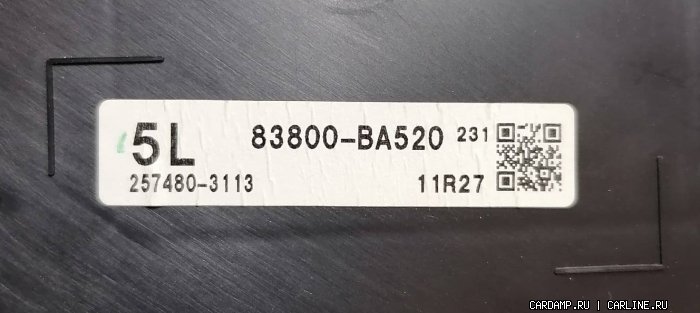 5L 83800-BA520 231
257480-3113 11R27
CARDAMP.RU | CARLINE.RU